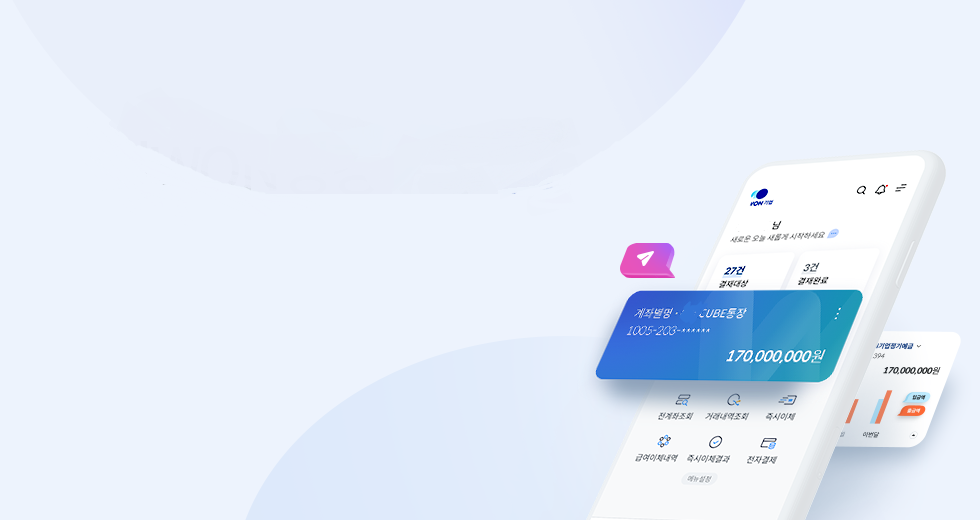 VON 기업
님
새로운 오늘 새롭게 시작하세요
27건
결재대상
3건
결재완료
계좌별명 · CUBE통장
1005-203-******
170,000,000원
전계좌조회
거래내역조회
즉시이체
급여이체내역
즉시이체결과
전자결제
메뉴설정
기업정기예금
394
170,000,000원
입금액
출금액
이번달